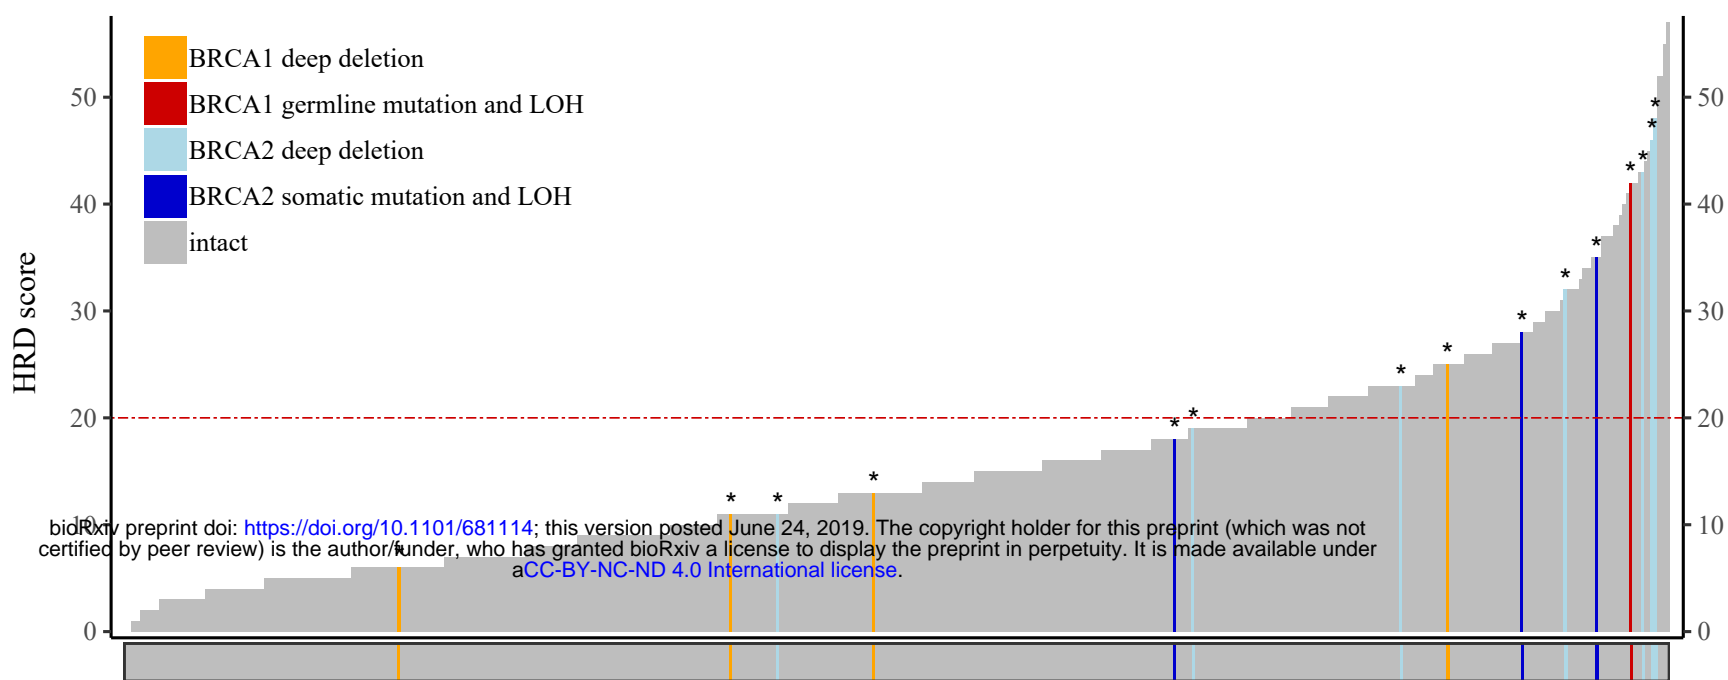 BRCA1 deep deletion
BRCA1 germline mutation and LOH
BRCA2 deep deletion
BRCA2 somatic mutation and LOH
intact
HRD score
50
40
30
20
10
0
50
40
30
20
10
0
* * * * * * * * * * * * * * *
bioRxiv preprint doi: https://doi.org/10.1101/681114; this version posted June 24, 2019. The copyright holder for this preprint (which was not
certified by peer review) is the author/funder, who has granted bioRxiv a license to display the preprint in perpetuity. It is made available under
aCC-BY-NC-ND 4.0 International license.